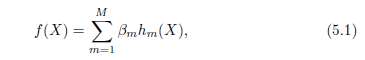 f(X) = \sum_{m=1}^{M} \beta_m h_m(X), (5.1)